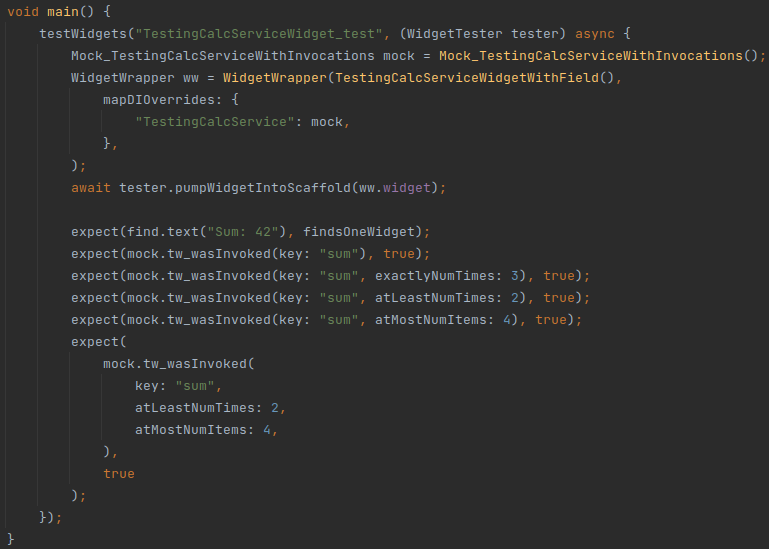 void main() {
    testWidgets("TestingCalcServiceWidget_test", (WidgetTester tester) async {
        Mock_TestingCalcServiceWithInvocations mock = Mock_TestingCalcServiceWithInvocations();
        WidgetWrapper ww = WidgetWrapper(TestingCalcServiceWidgetWithField(),
            mapDIOverrides: {
                "TestingCalcService": mock,
            },
        );
        await tester.pumpWidgetIntoScaffold(ww.widget);

        expect(find.text("Sum: 42"), findsOneWidget);
        expect(mock.tw_wasInvoked(key: "sum"), true);
        expect(mock.tw_wasInvoked(key: "sum", exactlyNumTimes: 3), true);
        expect(mock.tw_wasInvoked(key: "sum", atLeastNumTimes: 2), true);
        expect(mock.tw_wasInvoked(key: "sum", atMostNumItems: 4), true);
        expect(
            mock.tw_wasInvoked(
                key: "sum",
                atLeastNumTimes: 2,
                atMostNumItems: 4,
            ),
            true
        );
    });
}